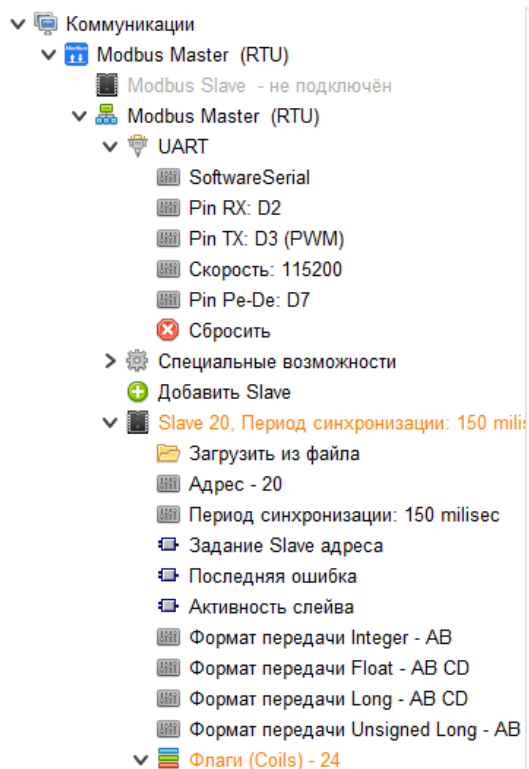 Коммуникации
Modbus Master (RTU)
Modbus Slave - не подключён
Modbus Master (RTU)
UART
SoftwareSerial
Pin RX: D2
Pin TX: D3 (PWM)
Скорость: 115200
Pin Pe-De: D7
Сбросить
Специальные возможности
Добавить Slave
Slave 20, Период синхронизации: 150 milis
Загрузить из файла
Адрес - 20
Период синхронизации: 150 milisec
Задание Slave адреса
Последняя ошибка
Активность слейва
Формат передачи Integer - AB
Формат передачи Float - AB CD
Формат передачи Long - AB CD
Формат передачи Unsigned Long - AB
Флаги (Coils) - 24